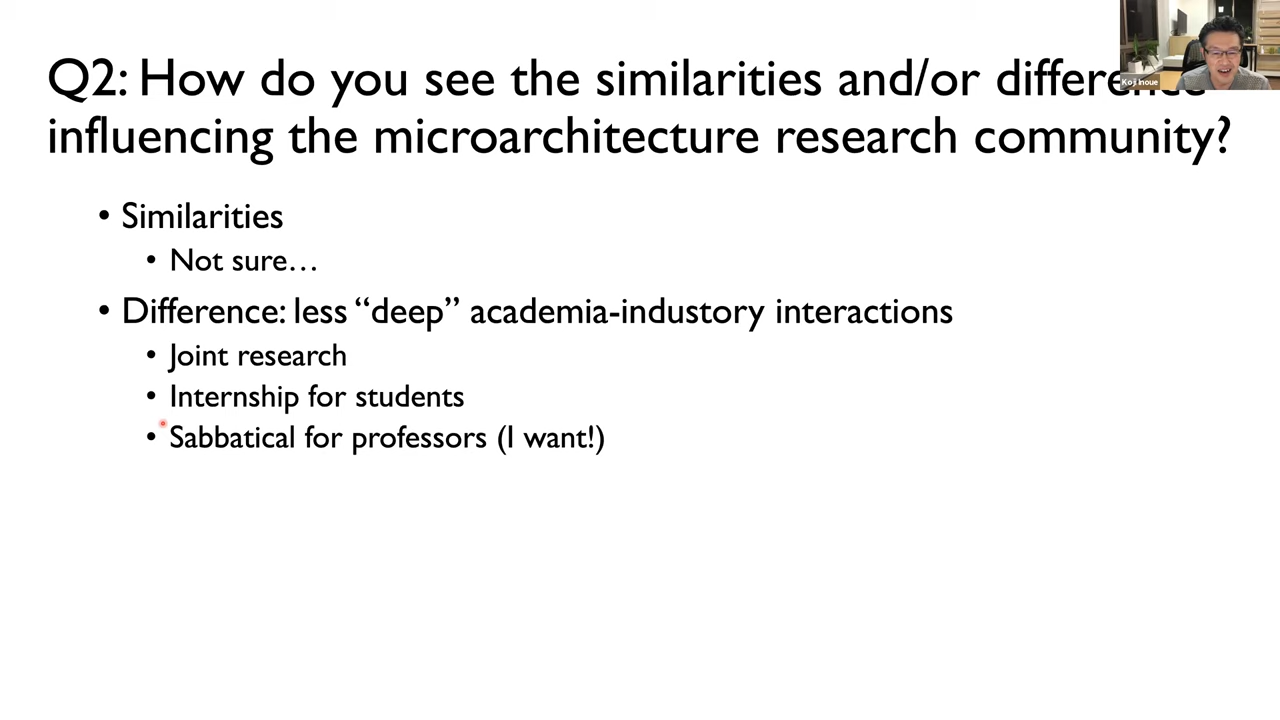 Q2: How do you see the similarities and/or difference
influencing the microarchitecture research community?
• Similarities
• Not sure…
• Difference: less “deep” academia-industory interactions
• Joint research
• Internship for students
• Sabbatical for professors (I want!)
Koji Inoue